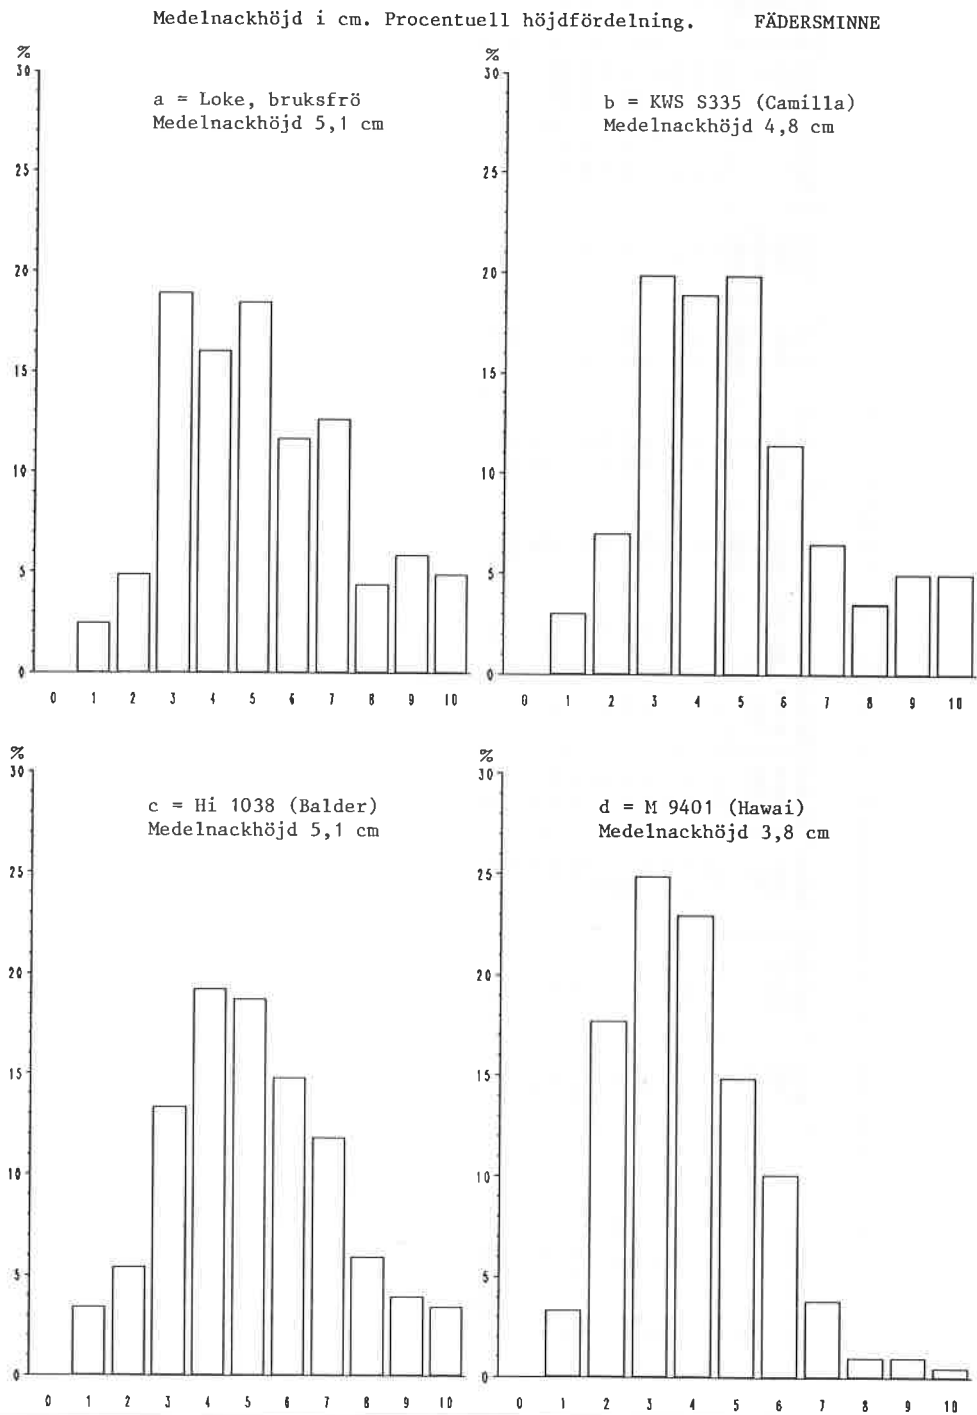 Medelnackhöjd i cm. Procentuell höjdfördelning. FÄDERSMINNE
%
30
25
20
15
10
5
0
a = Loke, bruksfrö
Medelnackhöjd 5,1 cm
0 1 2 3 4 5 6 7 8 9 10
%
30
25
20
15
10
5
0
b = KWS S335 (Camilla)
Medelnackhöjd 4,8 cm
0 1 2 3 4 5 6 7 8 9 10
%
30
25
20
15
10
5
0
c = Hi 1038 (Balder)
Medelnackhöjd 5,1 cm
0 1 2 3 4 5 6 7 8 9 10
%
30
25
20
15
10
5
0
d = M 9401 (Hawai)
Medelnackhöjd 3,8 cm
0 1 2 3 4 5 6 7 8 9 10